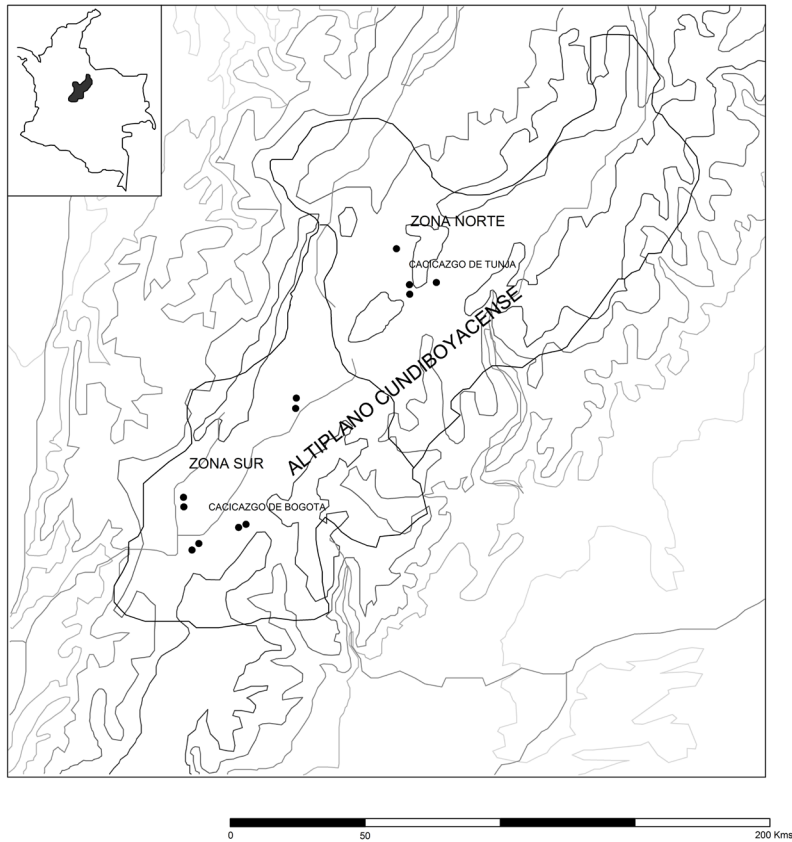 ZONA NORTE
CACICAZGO DE TUNJA
ALTIPLANO CUNDIBOYACENSE
ZONA SUR
CACICAZGO DE BOGOTA
0 50 200 Kms